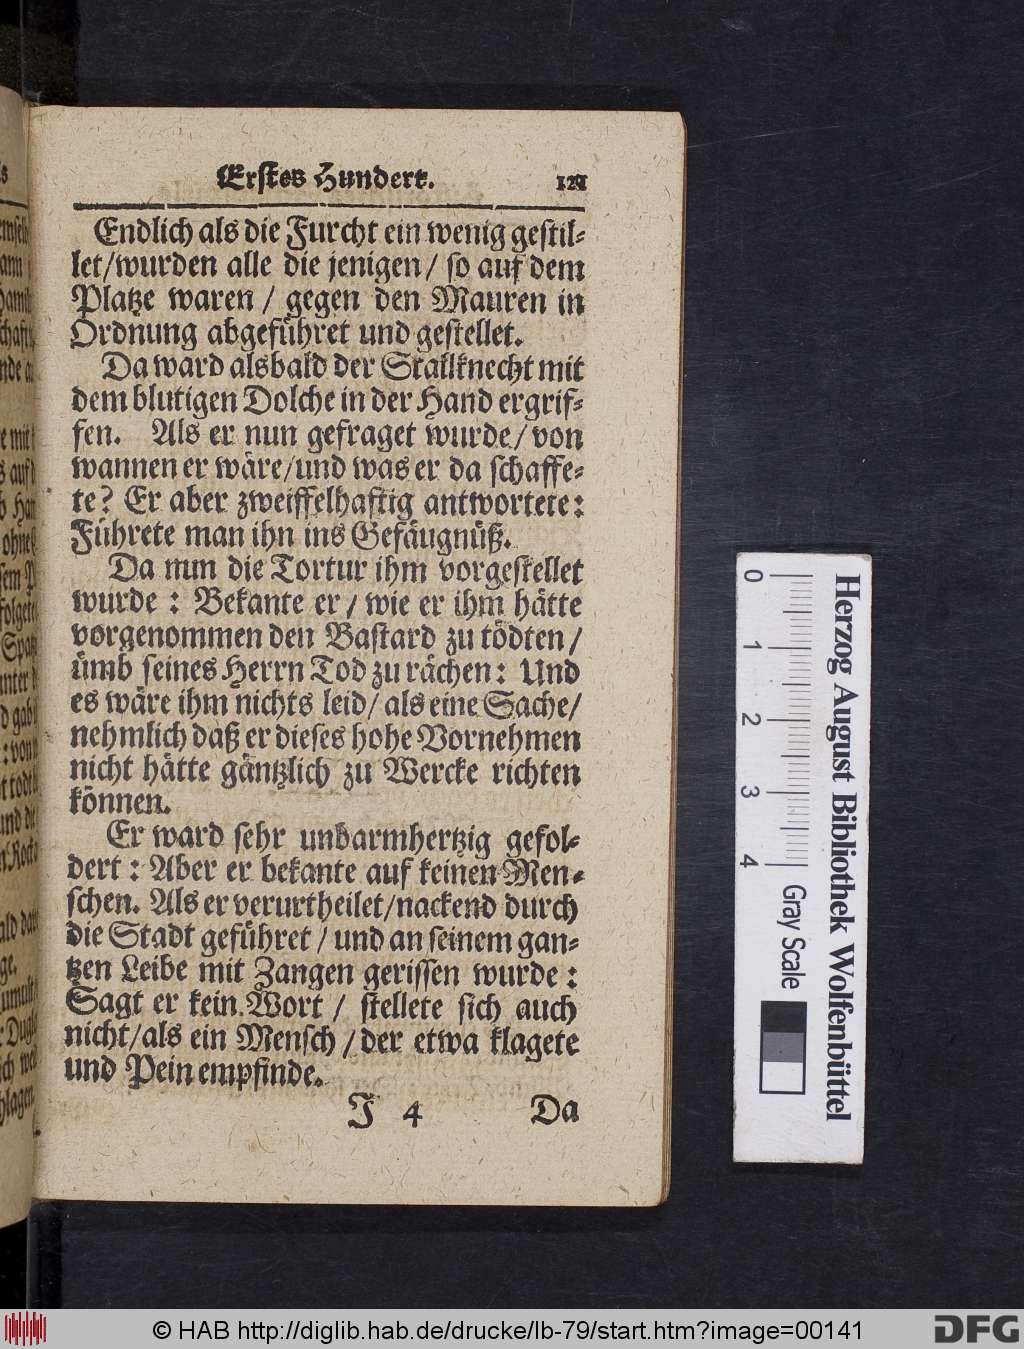 Erstes Hundert. 121
Endlich als die Furcht ein wenig gestil-
let/wurden alle die jenigen / so auf dem
Platze waren / gegen den Mauren in
Ordnung abgeführet und gestellet.
Da ward alsbald der Stallknecht mit
dem blutigen Dolche in der Hand ergrif-
fen. Als er nun gefraget wurde / von
wannen er wäre/und was er da schaffe-
te? Er aber zweiffelhaftig antwortete:
Führete man ihn ins Gefäugnüß.
Da nun die Tortur ihm vorgestellet
wurde : Bekante er / wie er ihm hätte
vorgenommen den Bastard zu tödten /
ümb seines Herrn Tod zu rächen: Und
es wäre ihm nichts leid / als eine Sache/
nehmlich daß er dieses hohe Vornehmen
nicht hätte gäntzlich zu Wercke richten
können.
Er ward sehr unbarmhertzig gefol-
dert : Aber er bekante auf keinen Men-
schen. Als er verurtheilet/nackend durch
die Stadt geführet / und an seinem gan-
tzen Leibe mit Zangen gerissen wurde :
Sagt er kein Wort / stellete sich auch
nicht/als ein Mensch / der etwa klagete
und Pein empfinde.
J 4 Da
0 1 2 3 4
Gray Scale
Herzog August Bibliothek Wolfenbüttel
© HAB http://diglib.hab.de/drucke/lb-79/start.htm?image=00141
DFG